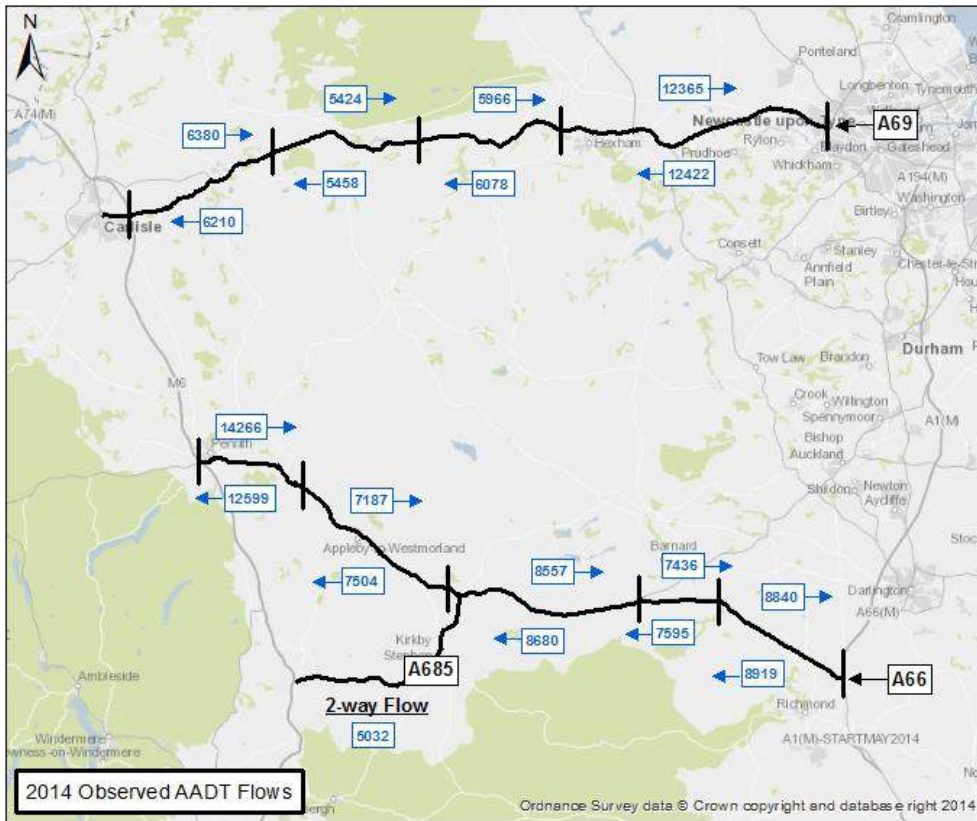 N
Cramlington
Ponteland
Longbenton
Tynemouth
12365
5966
5424
A74(M)
6380
Newcastle upon Tyne
A69
Hexham
Ryton
Blaydon
Gateshead
Prudhoe
Whickham
12422
6078
5458
A194(M)
Washington
Birtley
6210
Carlisle
Consett
Stanley
Annfield
Plain
Chester-le-Str
Durham
Tow Law
Brandon
M6
Crook
Willington
Spennymoor
A1(M)
14266
Penrith
Bishop
Auckland
12599
Shildon
Newton
Aycliffe
7187
Appleby-in-Westmorland
Barnard
8557
7436
7504
8840
Darlington
A66(M)
Kirkby
Stephen
8680
7595
8919
A685
A66
Ambleside
2-way Flow
Richmond
5032
Windermere
owness-on-Windermere
A1(M)-STARTMAY2014
2014 Observed AADT Flows
Ordnance Survey data © Crown copyright and database right 2014